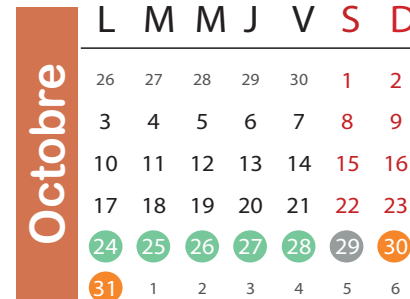 Octobre
L M M J V S D
26 27 28 29 30 1 2
3 4 5 6 7 8 9
10 11 12 13 14 15 16
17 18 19 20 21 22 23
24 25 26 27 28 29 30
31 1 2 3 4 5 6